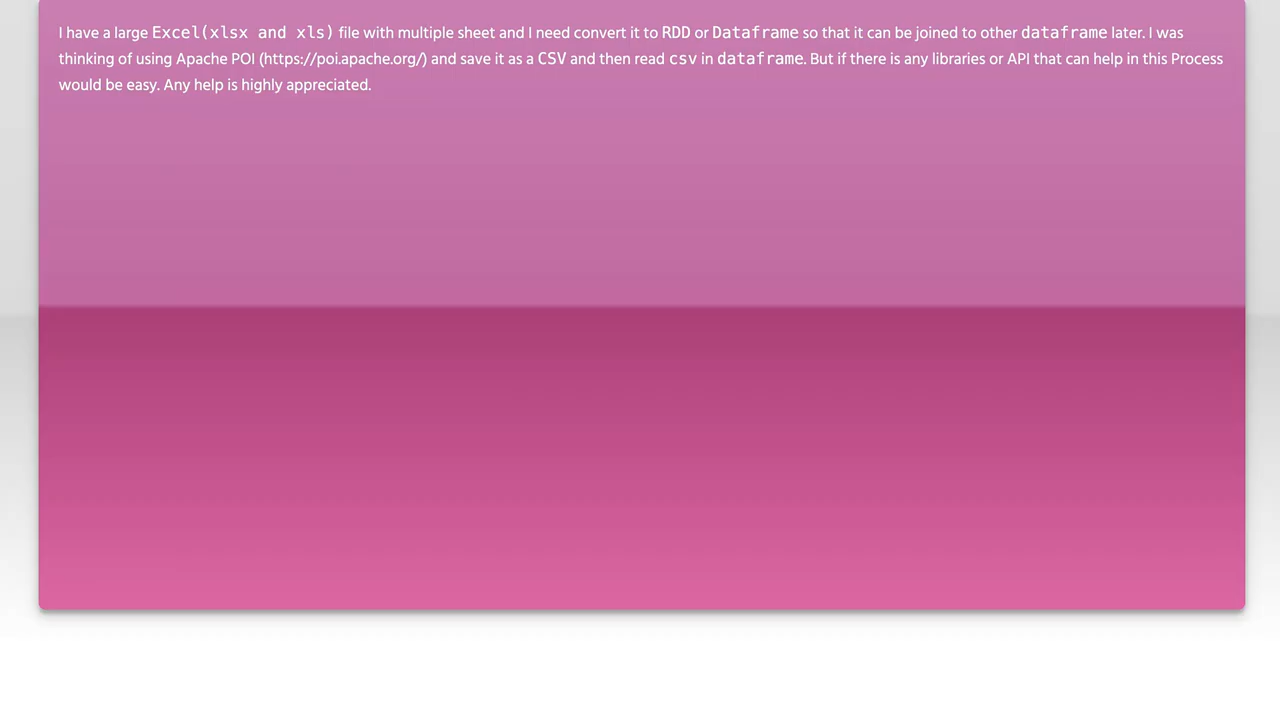 I have a large Excel(xlsx and xls) file with multiple sheet and I need convert it to RDD or Dataframe so that it can be joined to other dataframe later. I was
thinking of using Apache POI (https://poi.apache.org/) and save it as a CSV and then read csv in dataframe. But if there is any libraries or API that can help in this Process
would be easy. Any help is highly appreciated.